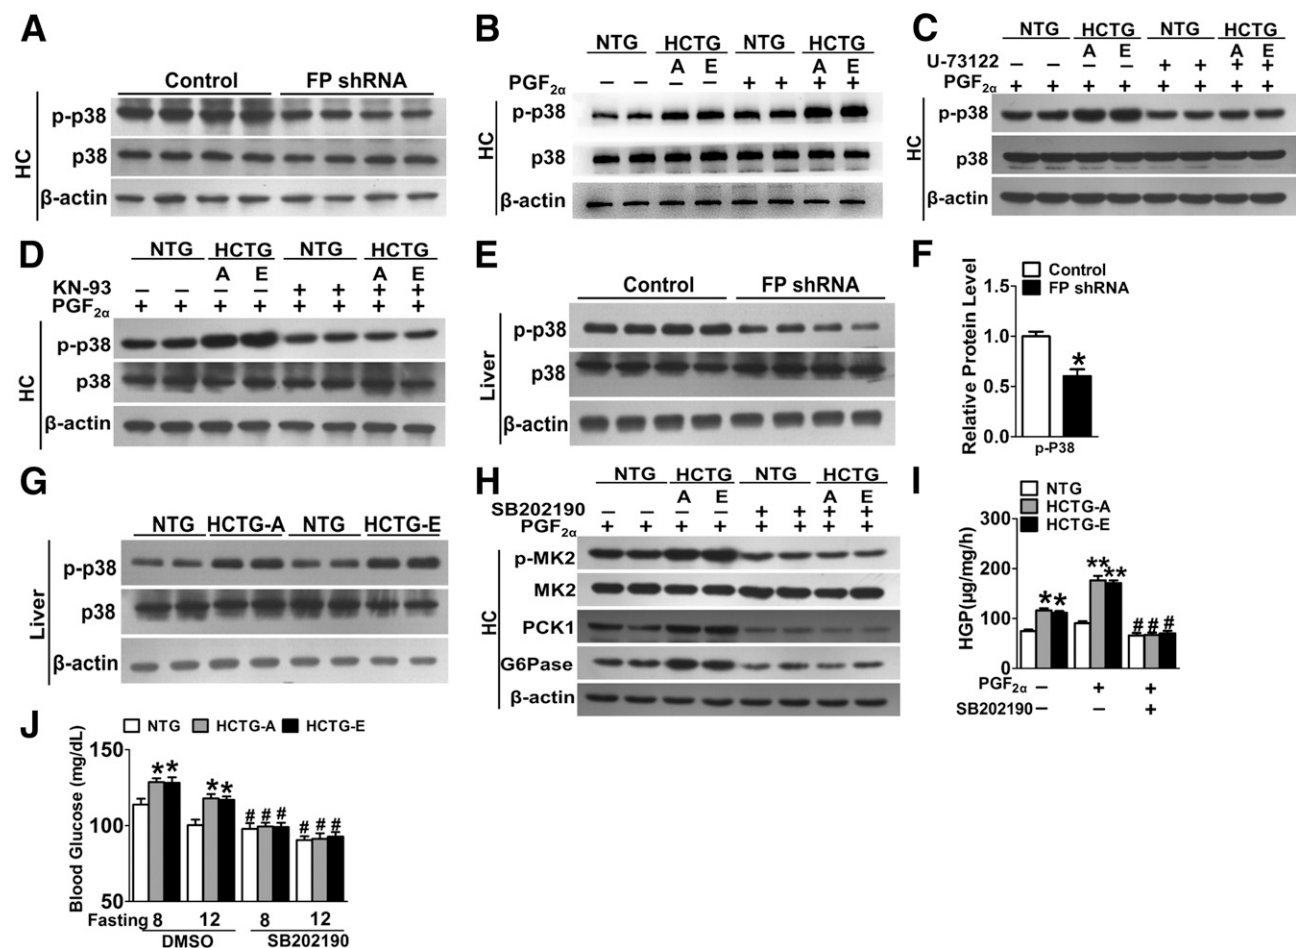 A
Control FP shRNA
HC
p-p38
p38
β-actin
B
NTG HCTG NTG HCTG
A E A E
PGF2α – – – – + + + +
HC
p-p38
p38
β-actin
C
NTG HCTG NTG HCTG
A E A E
U-73122 – – – – + + + +
PGF2α + + + + + + + +
HC
p-p38
p38
β-actin
D
NTG HCTG NTG HCTG
A E A E
KN-93 – – – – + + + +
PGF2α + + + + + + + +
HC
p-p38
p38
β-actin
E
Control FP shRNA
Liver
p-p38
p38
β-actin
F
Control
FP shRNA
Relative Protein Level
1.5
1.0
0.5
0.0
*
p-P38
G
NTG HCTG-A NTG HCTG-E
Liver
p-p38
p38
β-actin
H
NTG HCTG NTG HCTG
A E A E
SB202190 – – – – + + + +
PGF2α + + + + + + + +
HC
p-MK2
MK2
PCK1
G6Pase
β-actin
I
NTG
HCTG-A
HCTG-E
HGP(μg/mg/h)
300
200
100
0
* * ** ** # # #
PGF2α – + +
SB202190 – – +
J
NTG HCTG-A HCTG-E
Blood Glucose (mg/dL)
150
100
50
* * * * # # # # # #
Fasting 8 12 8 12
DMSO SB202190